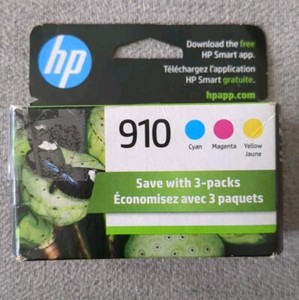 hp
Download the free
HP Smart app
Téléchargez l'application
HP Smart gratuite
hpapp.com
910
Cyan
Magenta
Yellow
Jaune
Save with 3-packs
Économisez avec 3 paquets